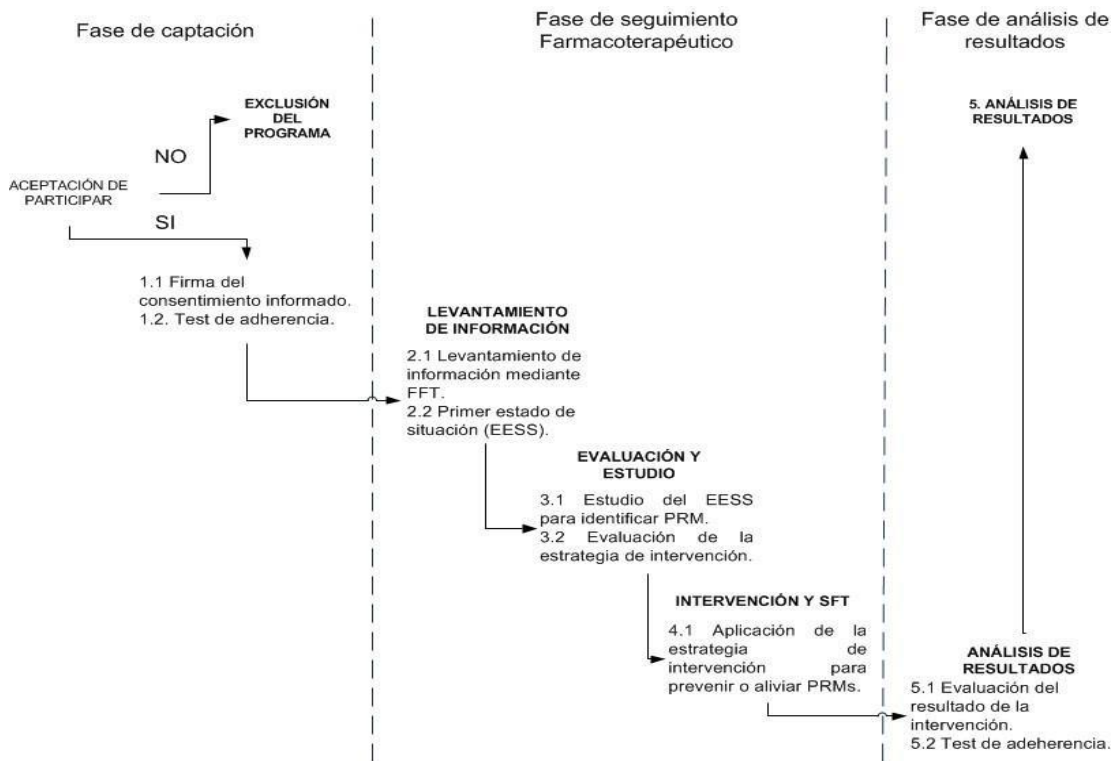 Fase de captación
Fase de seguimiento
Farmacoterapéutico
Fase de análisis de
resultados
EXCLUSIÓN
DEL
PROGRAMA
NO
ACEPTACIÓN DE
PARTICIPAR
SI
1.1 Firma del
consentimiento informado.
1.2. Test de adherencia.
LEVANTAMIENTO
DE INFORMACIÓN
2.1 Levantamiento de
información mediante
FFT.
2.2 Primer estado de
situación (EESS).
EVALUACIÓN Y
ESTUDIO
3.1 Estudio del EESS
para identificar PRM.
3.2 Evaluación de la
estrategia de intervención.
INTERVENCIÓN Y SFT
4.1 Aplicación de la
estrategia de
intervención para
prevenir o aliviar PRMs.
5. ANÁLISIS DE
RESULTADOS
ANÁLISIS DE
RESULTADOS
5.1 Evaluación del
resultado de la
intervención.
5.2 Test de adeherencia.